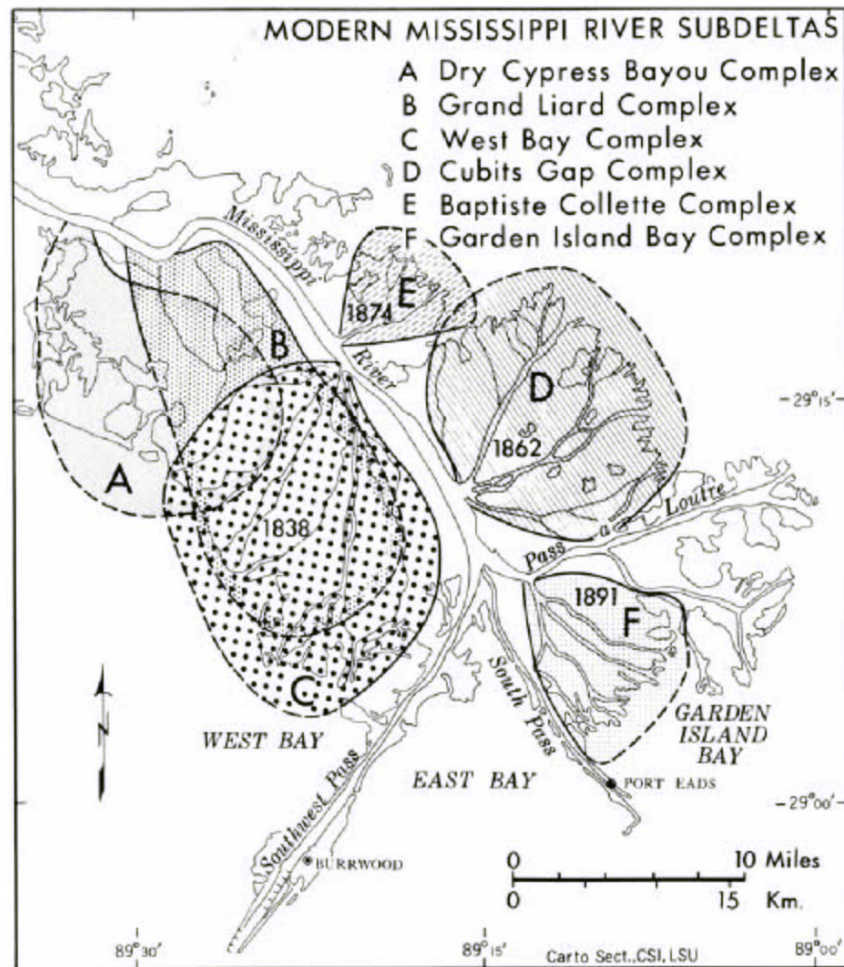 MODERN MISSISSIPPI RIVER SUBDELTAS
A Dry Cypress Bayou Complex
B Grand Liard Complex
C West Bay Complex
D Cubits Gap Complex
E Baptiste Collette Complex
F Garden Island Bay Complex
Mississippi
River
E
1874
B
D
1862
29°15'
A
1838
Pass a Loutre
1891
F
C
South Pass
GARDEN
ISLAND
BAY
WEST BAY
EAST BAY
PORT EADS
N
29°00'
Southwest Pass
BURRWOOD
0 10 Miles
0 15 Km.
89°30'
89°15'
89°00'
Carto Sect.,CSI,LSU